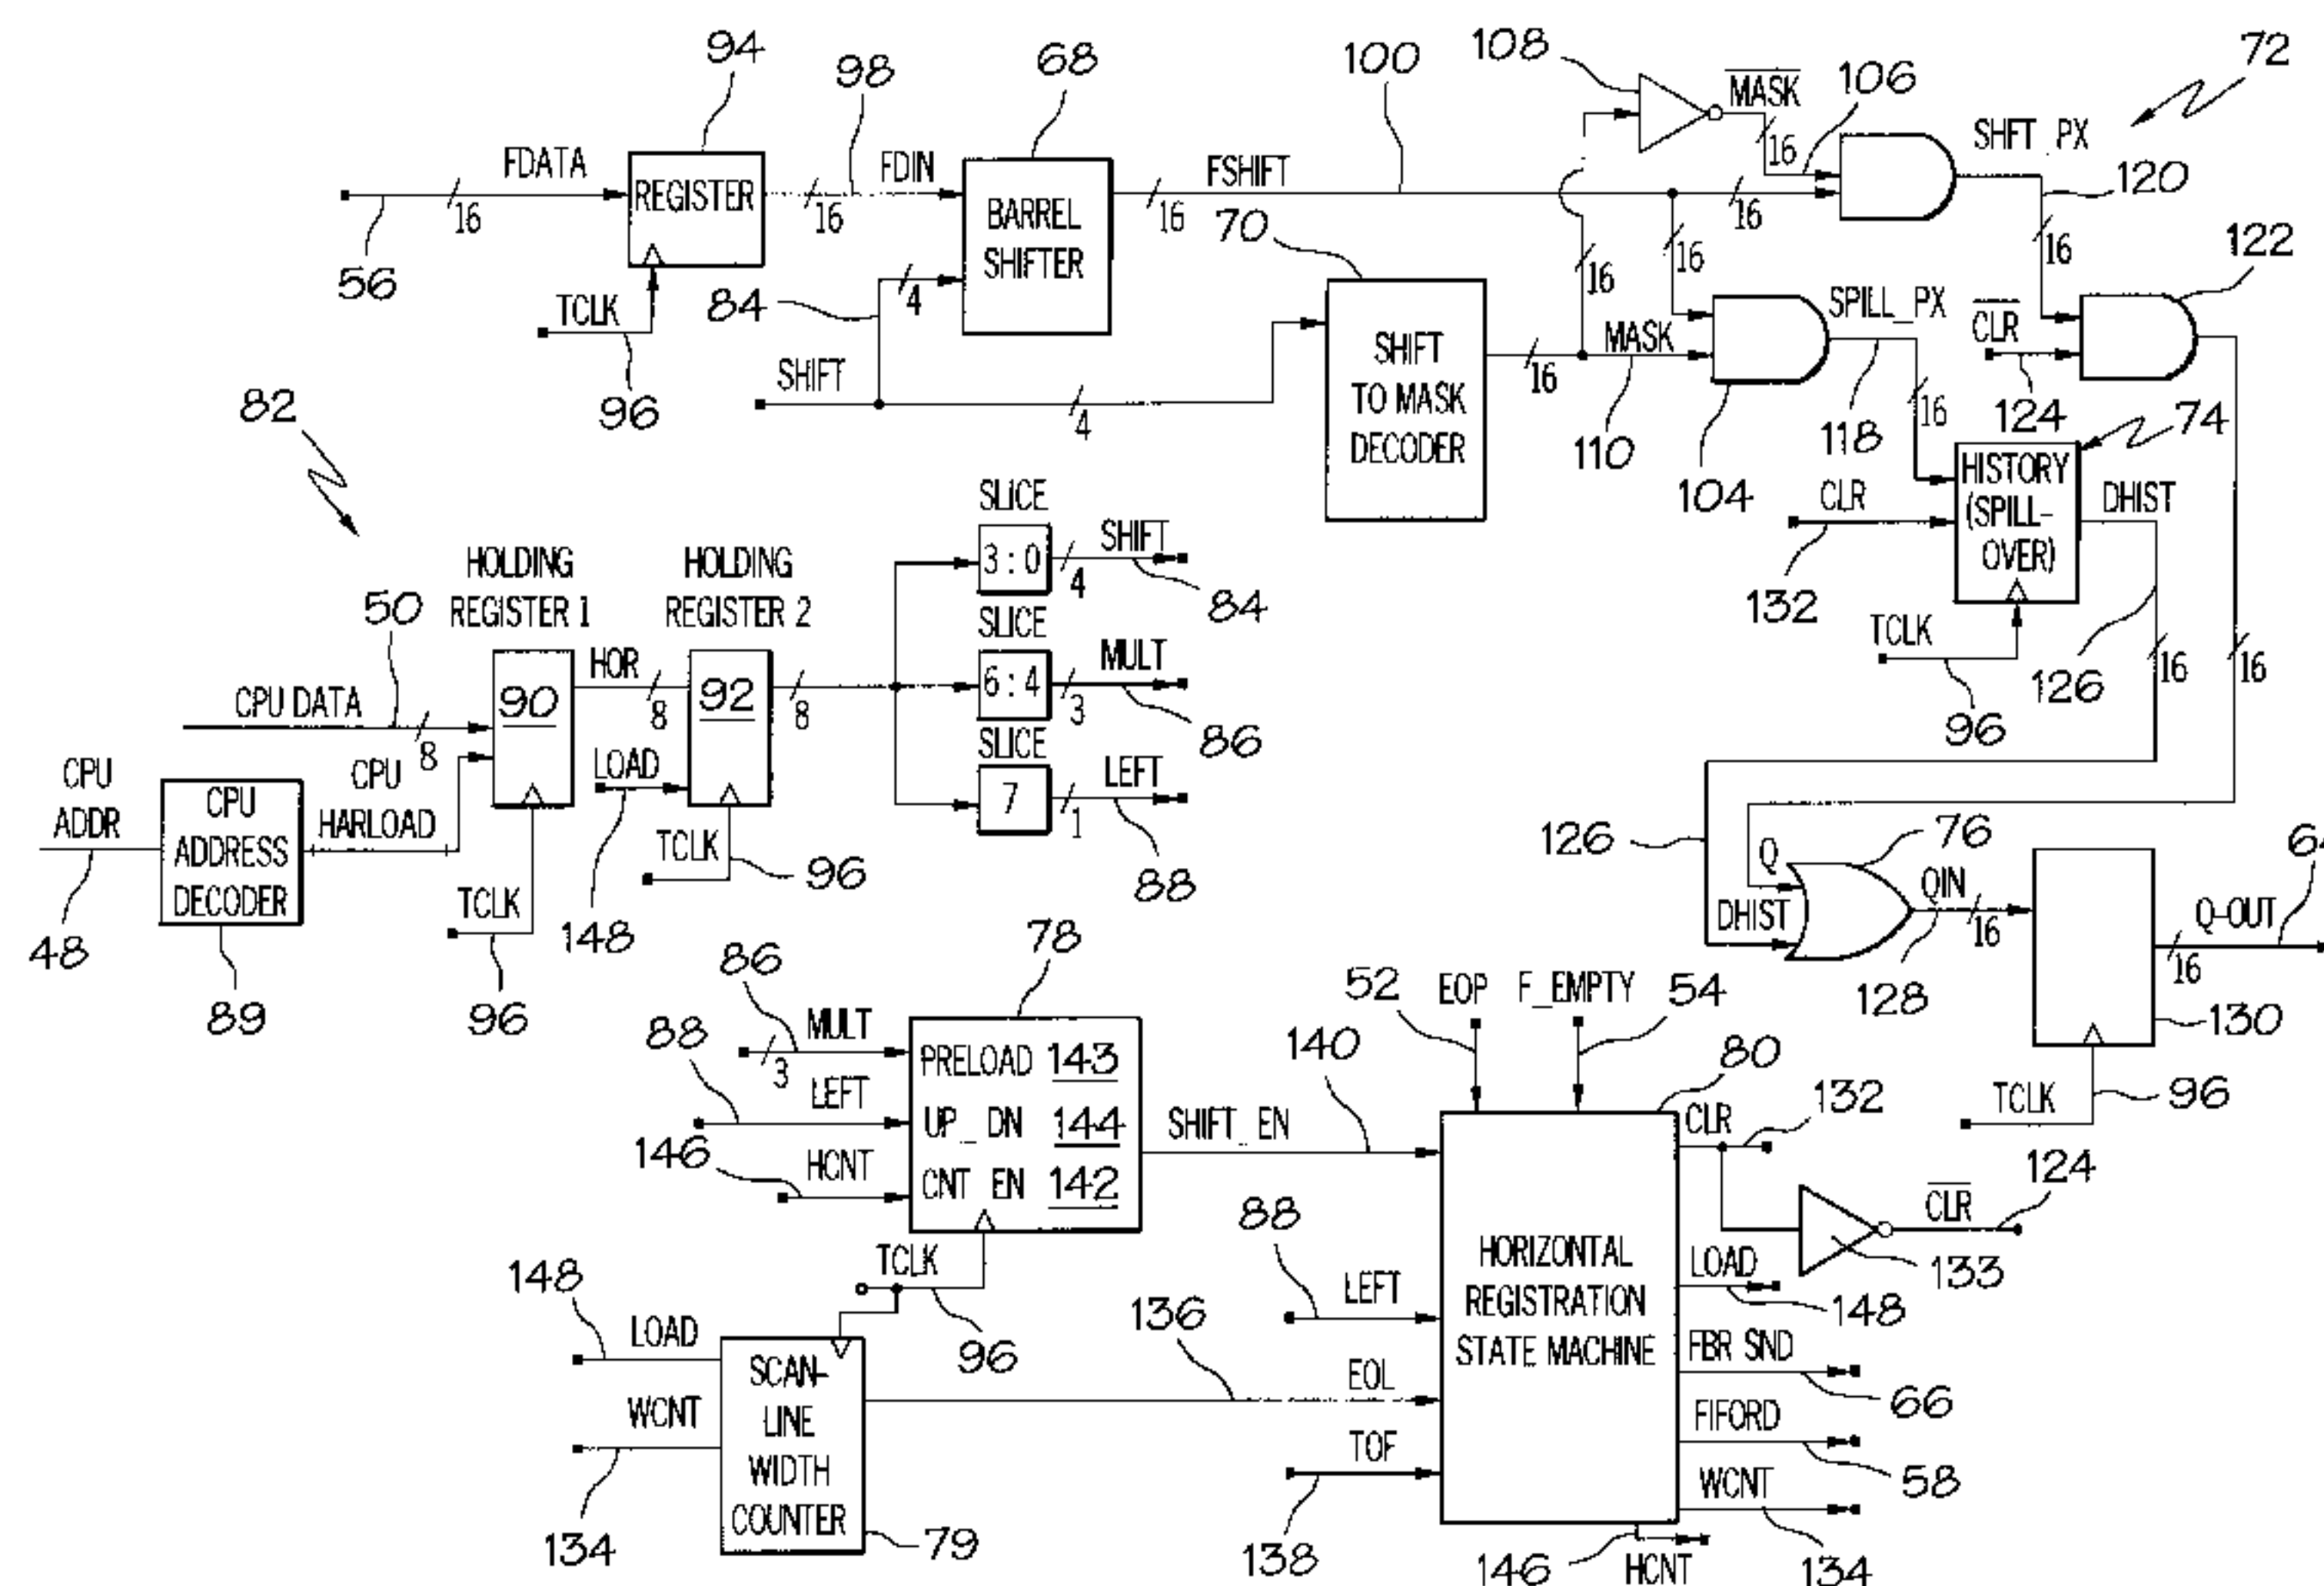 94
98
68
100
108
MASK
106
72
FDATA
16
REGISTER
FDIN
16
BARREL
SHIFTER
FSHIFT
16
16
16
SHFT_PX
120
16
122
56
TCLK
96
84
4
SHIFT
4
70
SHIFT
TO MASK
DECODER
16
16
MASK
110
104
16
SPILL_PX
118
16
CLR
124
74
HISTORY
(SPILL-
OVER)
DHIST
CLR
132
TCLK
96
126
16
16
82
50
HOLDING
REGISTER 1
HOLDING
REGISTER 2
SLICE
3:0
SHIFT
4
84
SLICE
6:4
MULT
3
86
SLICE
7
LEFT
1
88
CPU DATA
8
90
HOR
8
92
8
LOAD
148
TCLK
96
CPU
ADDR
48
CPU
ADDRESS
DECODER
89
CPU
HARLOAD
TCLK
96
126
Q
DHIST
76
QIN
16
128
130
Q-OUT
16
64
TCLK
96
86
MULT
3
88
LEFT
146
HCNT
78
PRELOAD 143
UP_DN 144
CNT_EN 142
SHIFT_EN
140
TCLK
96
52
EOP
F_EMPTY
54
80
HORIZONTAL
REGISTRATION
STATE MACHINE
88
LEFT
136
EOL
TOF
138
CLR
132
CLR
124
133
LOAD
148
FBR SND
66
FIFORD
58
WCNT
134
146
HCNT
148
LOAD
WCNT
134
SCAN-
LINE
WIDTH
COUNTER
79